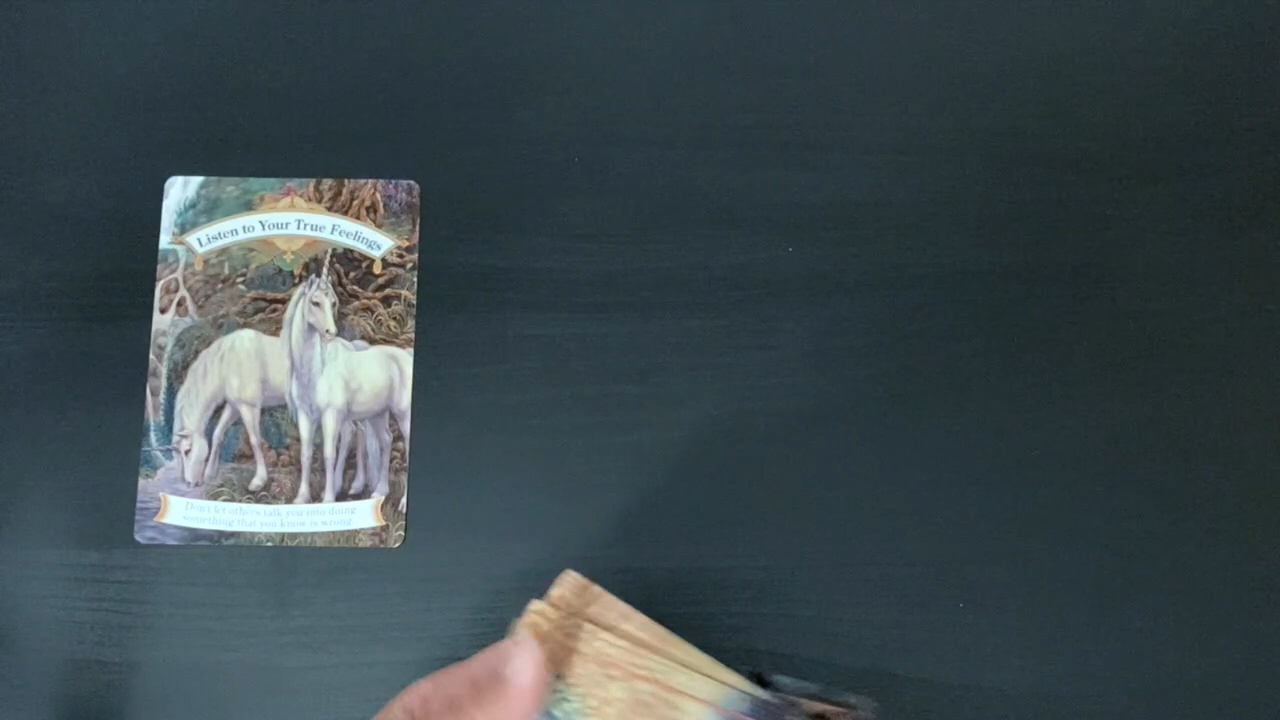 Listen to Your True Feelings
Don't let others talk you into doing
something that you know is wrong.